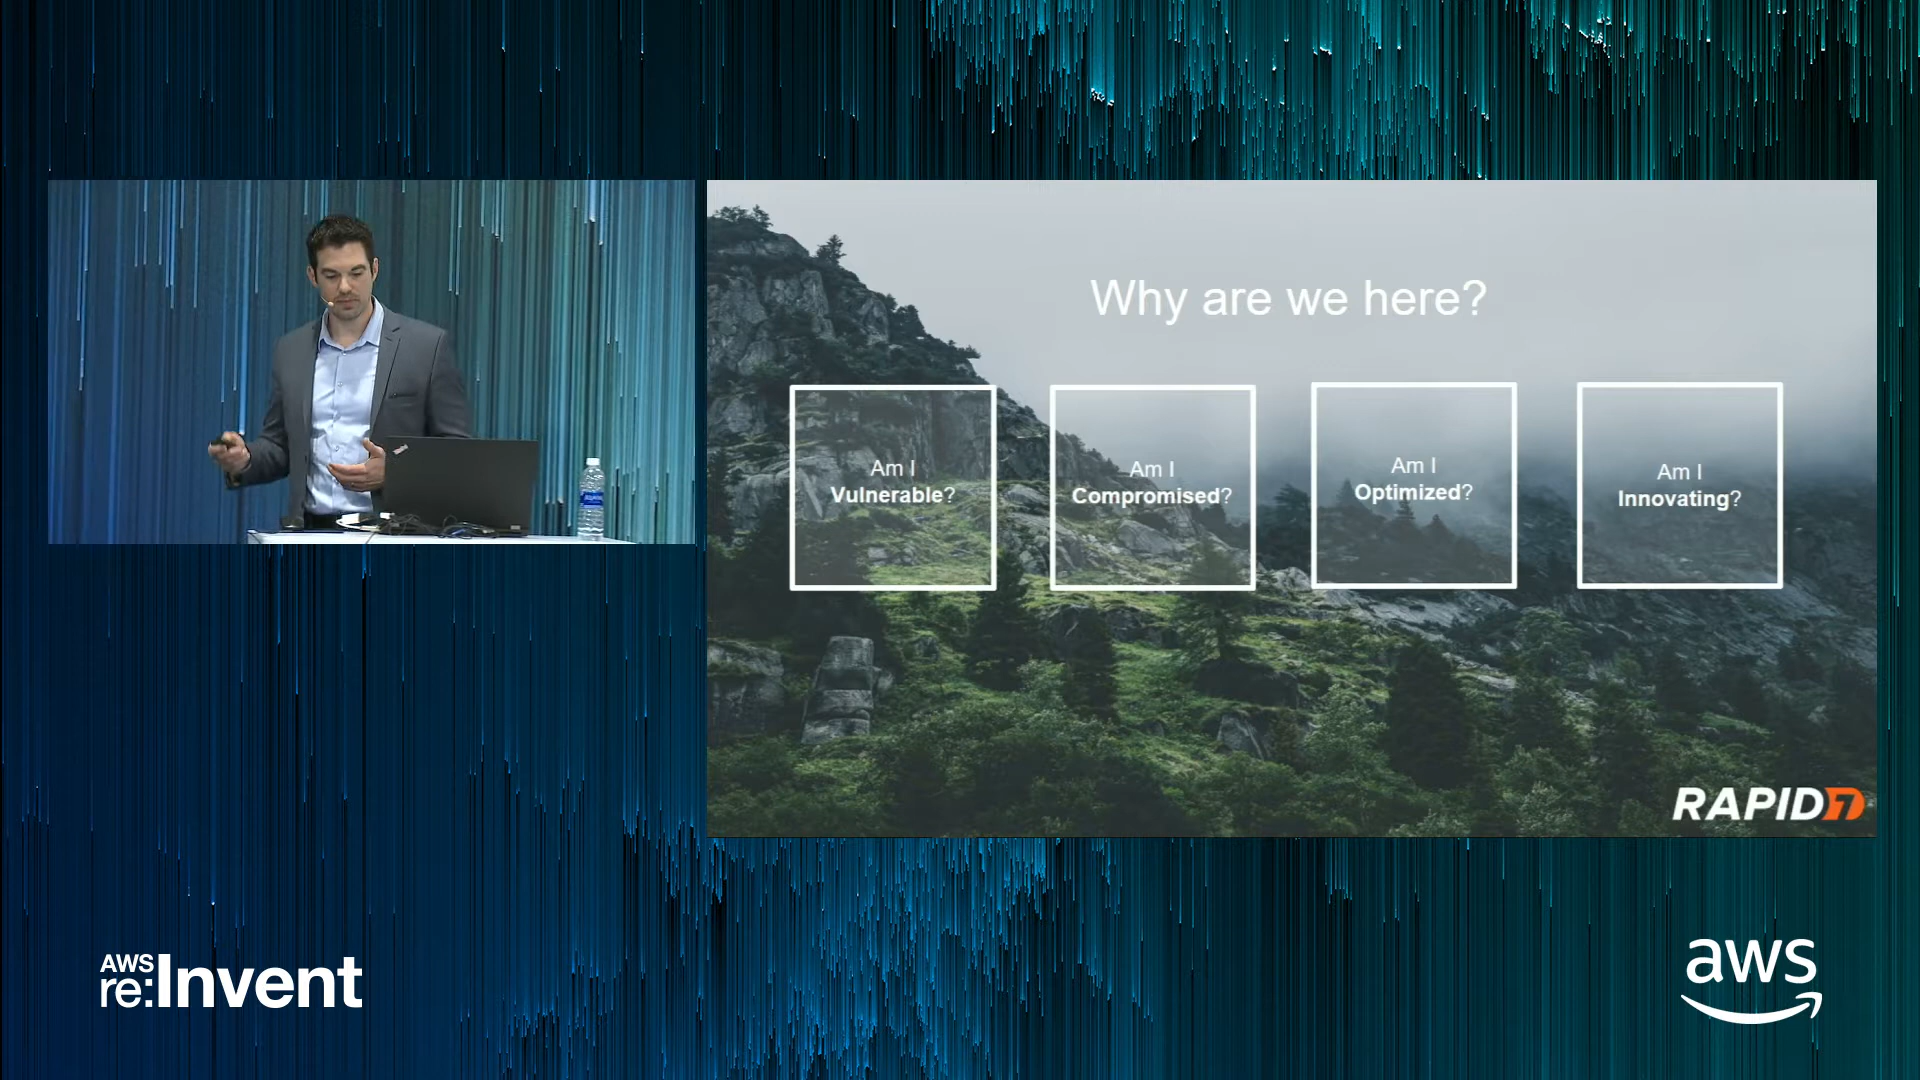 Why are we here?
Am I
Vulnerable?
Am I
Compromised?
Am I
Optimized?
Am I
Innovating?
RAPID7
AWS
re:Invent
aws